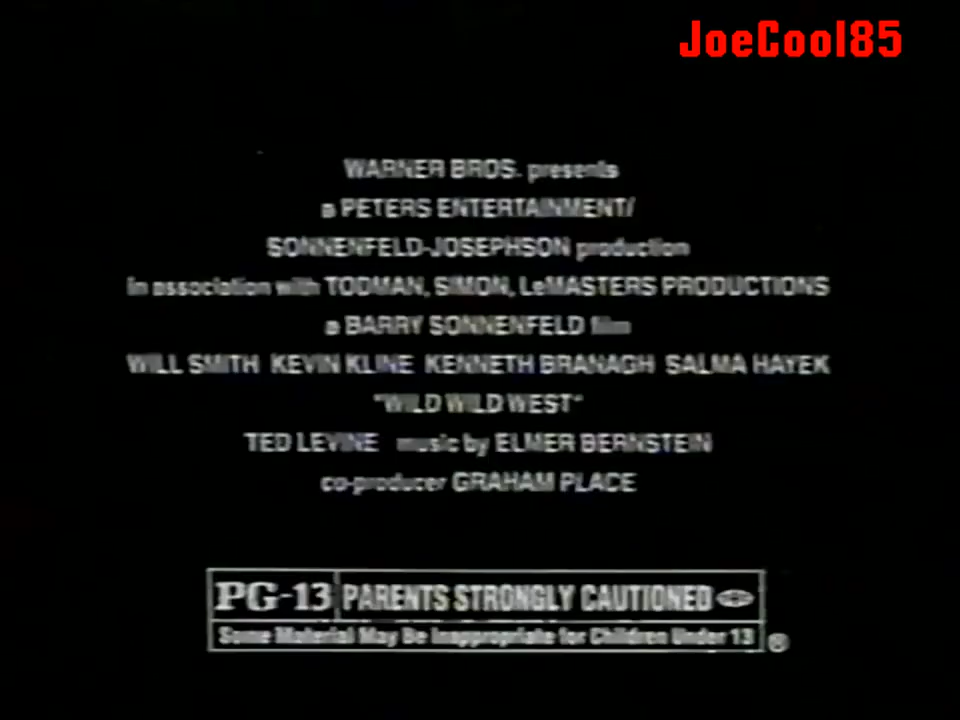 JoeCool85
WARNER BROS. presents
a PETERS ENTERTAINMENT/
SONNENFELD-JOSEPHSON production
in association with TODMAN, SIMON, LeMASTERS PRODUCTIONS
a BARRY SONNENFELD film
WILL SMITH KEVIN KLINE KENNETH BRANAGH SALMA HAYEK
"WILD WILD WEST"
TED LEVINE music by ELMER BERNSTEIN
co-producer GRAHAM PLACE
PG-13 PARENTS STRONGLY CAUTIONED
Some Material May Be Inappropriate for Children Under 13 ®